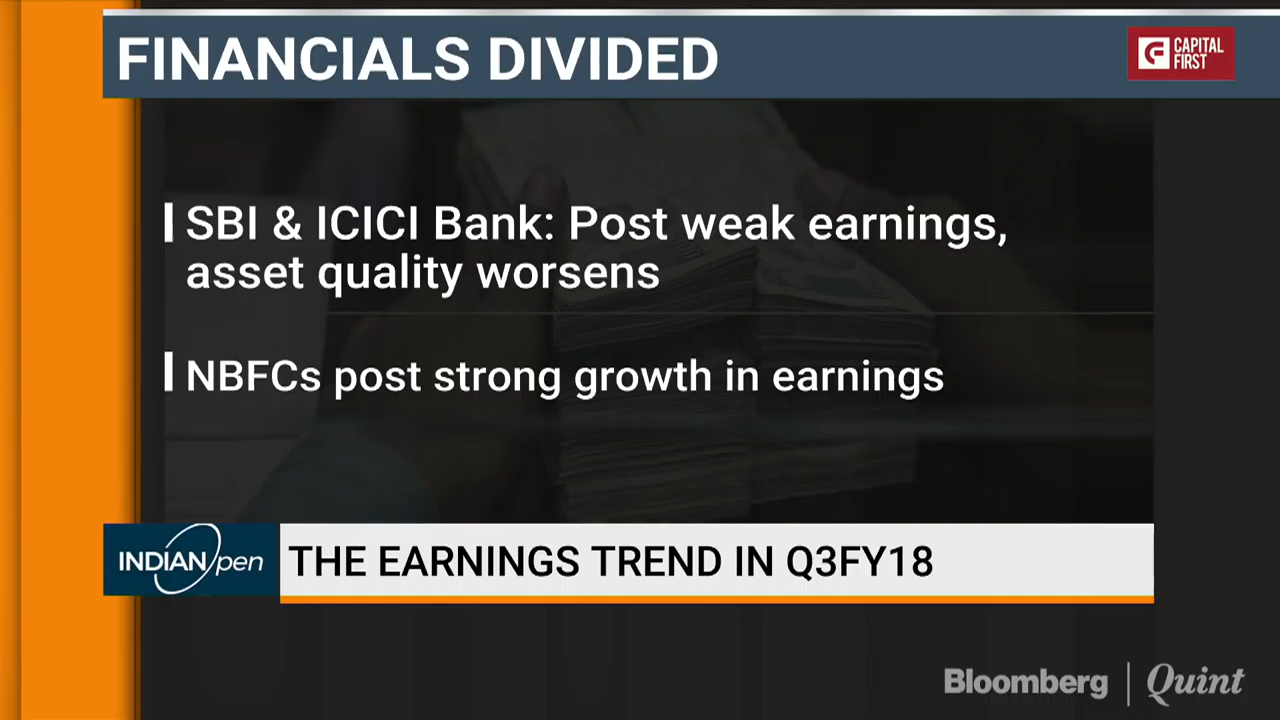 FINANCIALS DIVIDED
CAPITAL
FIRST
SBI & ICICI Bank: Post weak earnings,
asset quality worsens
NBFCs post strong growth in earnings
INDIAN Open
THE EARNINGS TREND IN Q3FY18
Bloomberg | Quint